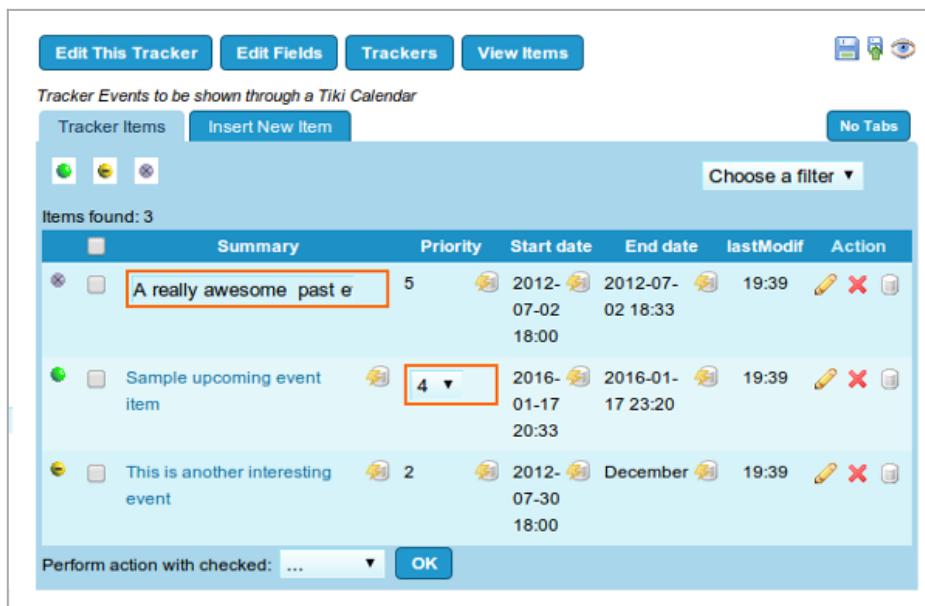 Edit This Tracker Edit Fields Trackers View Items
Tracker Events to be shown through a Tiki Calendar
Tracker Items Insert New Item No Tabs
Choose a filter
Items found: 3
Summary Priority Start date End date lastModif Action
A really awesome past e 5 2012- 2012-07- 19:39
07-02 02 18:33
18:00
Sample upcoming event 4 2016- 2016-01- 19:39
item 01-17 17 23:20
20:33
This is another interesting 2 2012- December 19:39
event 07-30
18:00
Perform action with checked: ... OK